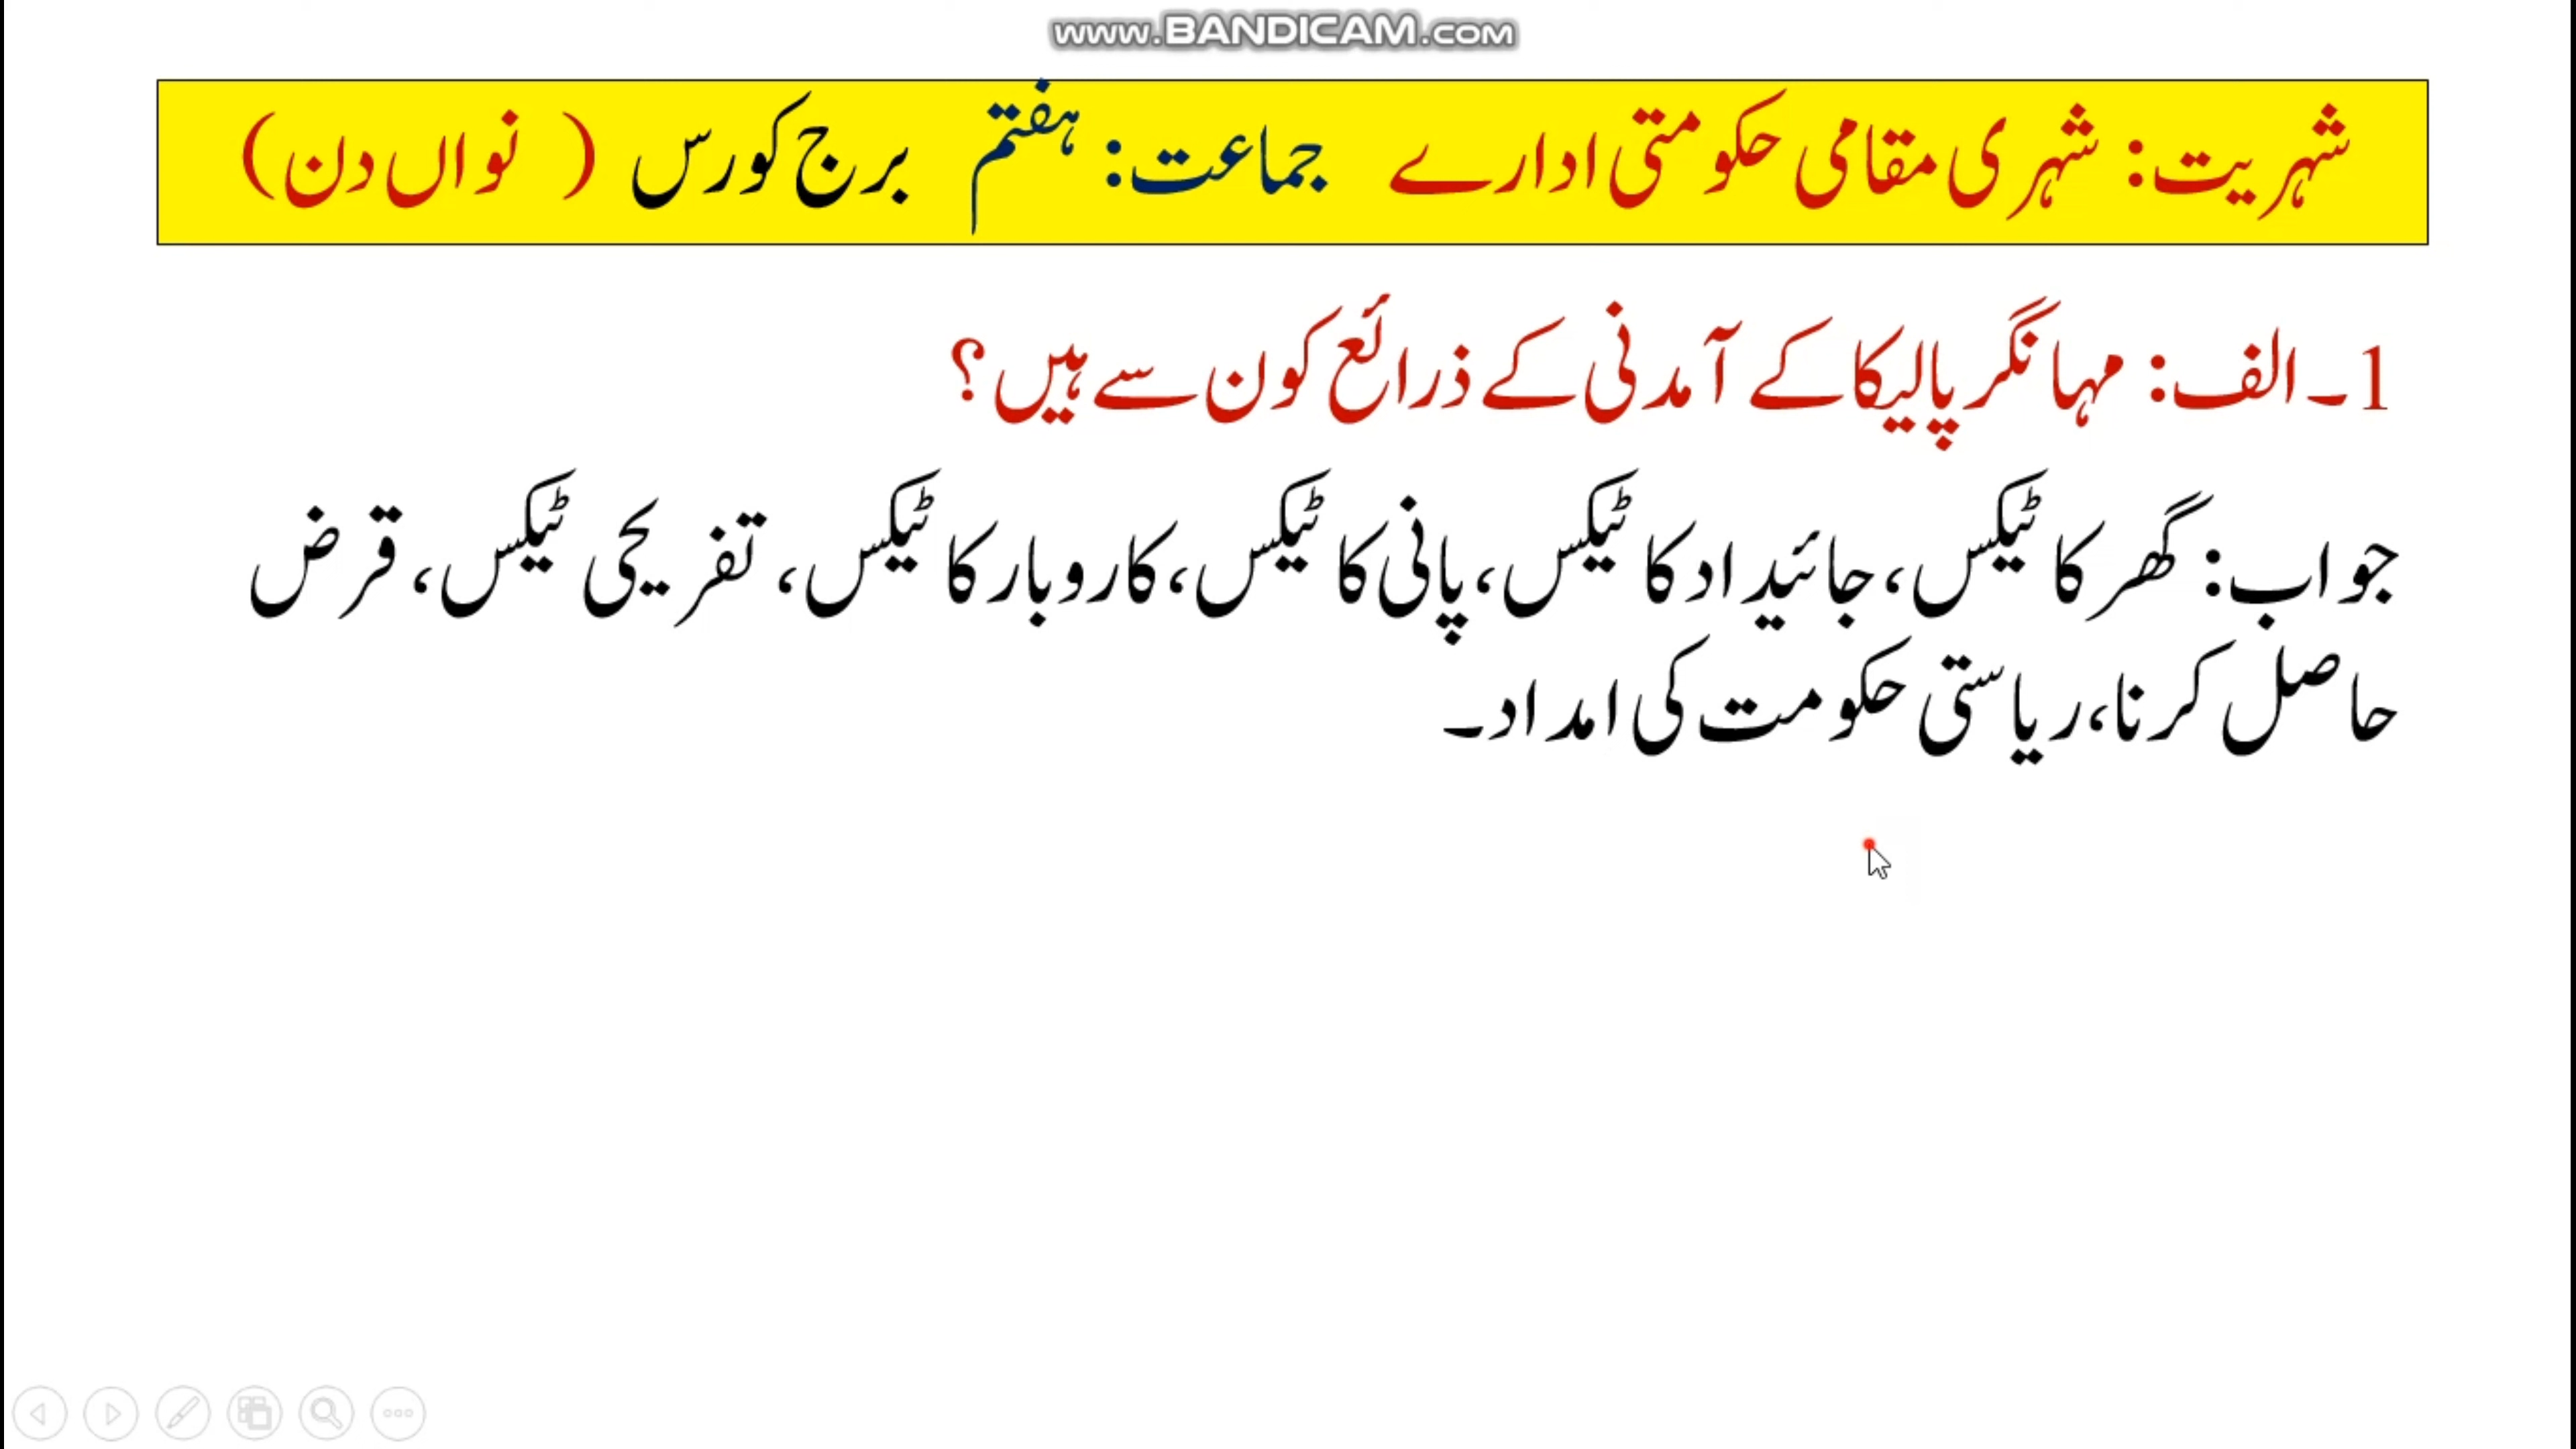 www.BANDICAM.com
شہریت: شہری مقامی حکومتی ادارے جماعت: ہفتم برج کورس ( نواں دن)
1۔الف: مہانگر پالیکا کے آمدنی کے ذرائع کون سے ہیں؟
جواب: گھر کا ٹیکس، جائیداد کا ٹیکس، پانی کا ٹیکس، کاروبار کا ٹیکس، تفریحی ٹیکس، قرض
حاصل کرنا، ریاستی حکومت کی امداد۔